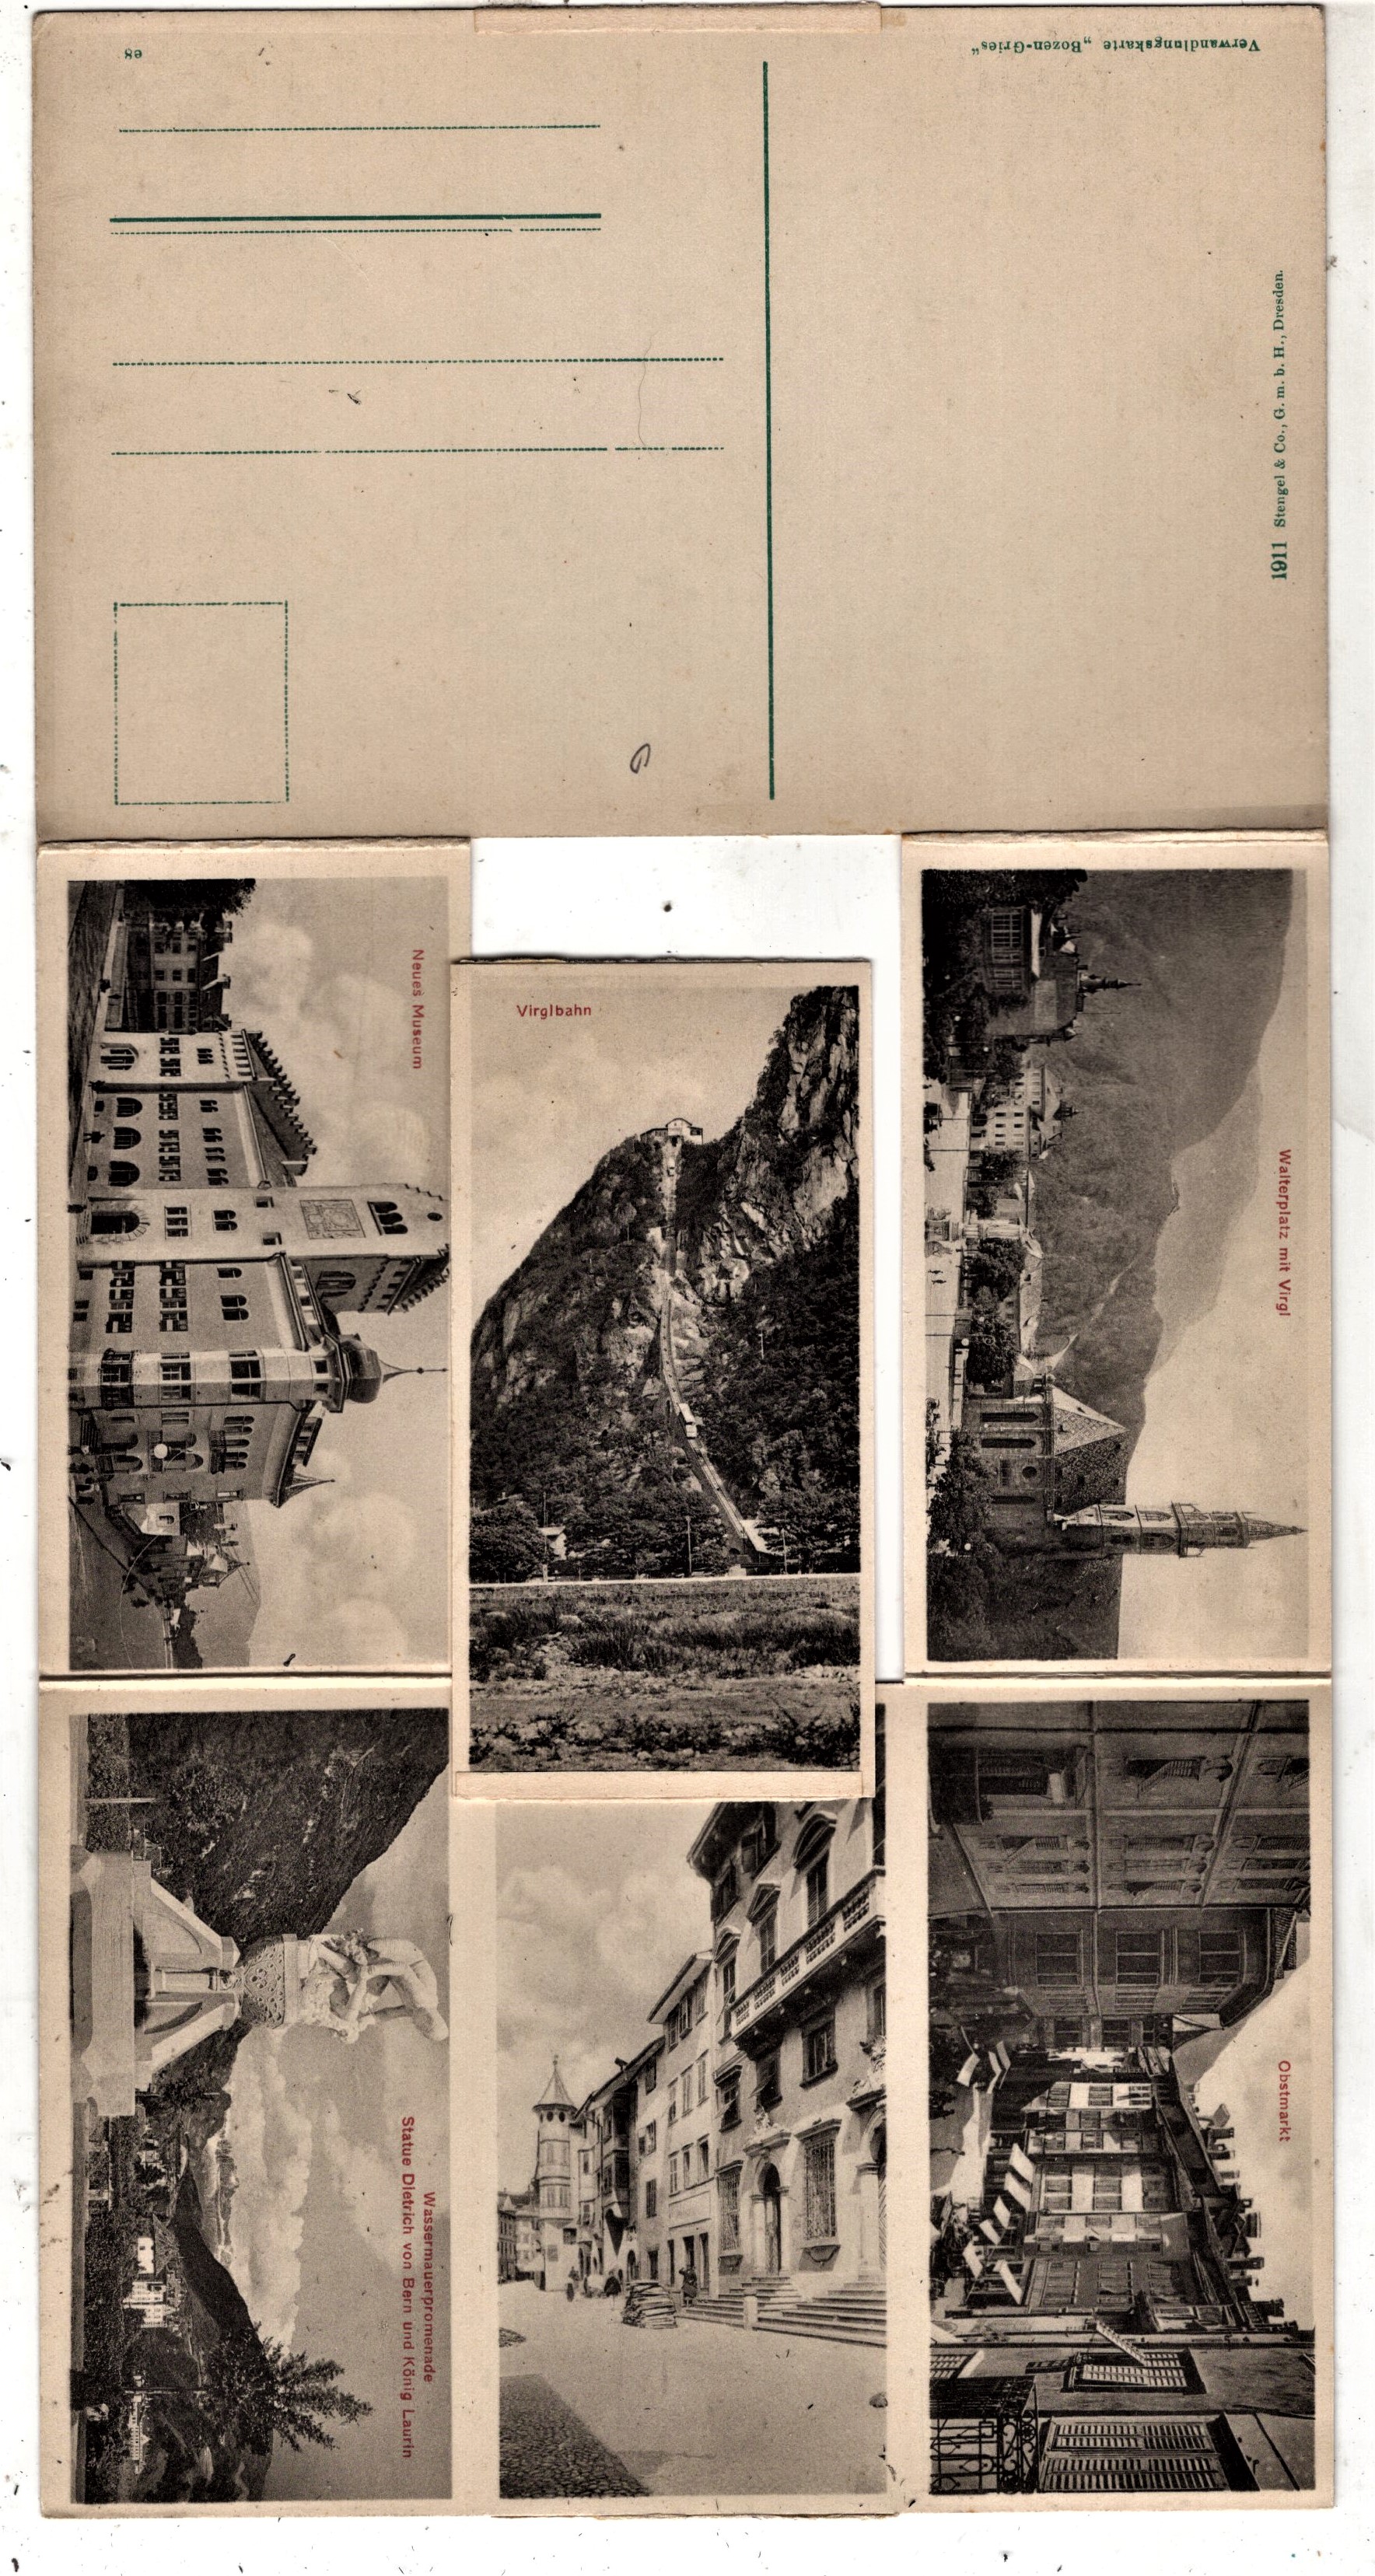 Verwandlungskarte „Bozen-Gries“
e8
1911 Stengel & Co., G. m. b. H., Dresden.
Neues Museum
Virglbahn
Walterplatz mit Virgl
Wassermauerpromenade
Statue Dietrich von Bern und König Laurin
Obstmarkt